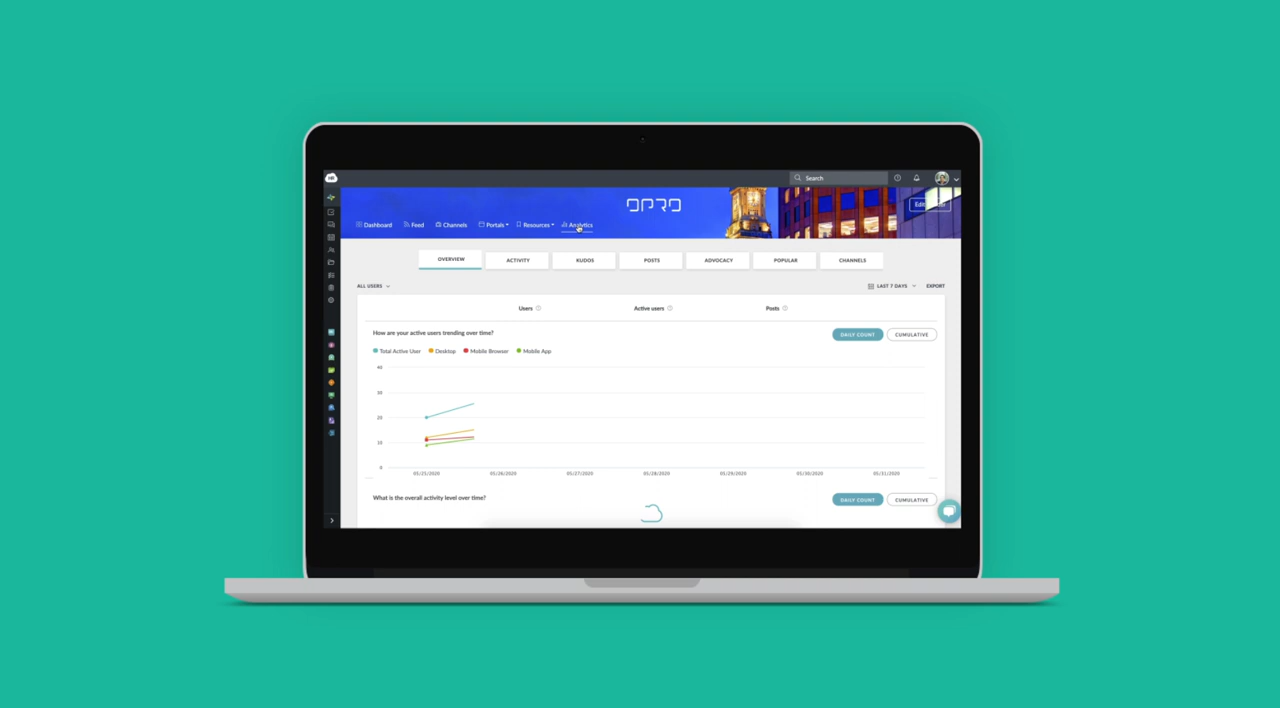 HR
Search
OPRO
Dashboard Feed Channels Portals Resources Analytics
OVERVIEW ACTIVITY KUDOS POSTS ADVOCACY POPULAR CHANNELS
ALL USERS LAST 7 DAYS EXPORT
Users Active users Posts
How are your active users trending over time? DAILY COUNT CUMULATIVE
Total Active User Desktop Mobile Browser Mobile App
40
30
20
10
0
05/25/2020 05/26/2020 05/27/2020 05/28/2020 05/29/2020 05/30/2020 05/31/2020
What is the overall activity level over time? DAILY COUNT CUMULATIVE